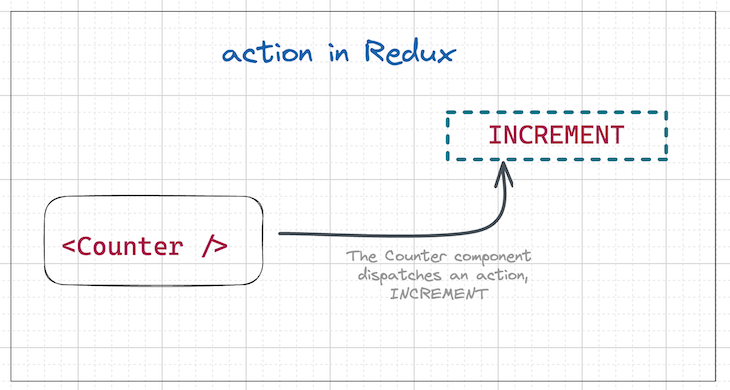 action in Redux
INCREMENT
<Counter />
The Counter component
dispatches an action,
INCREMENT